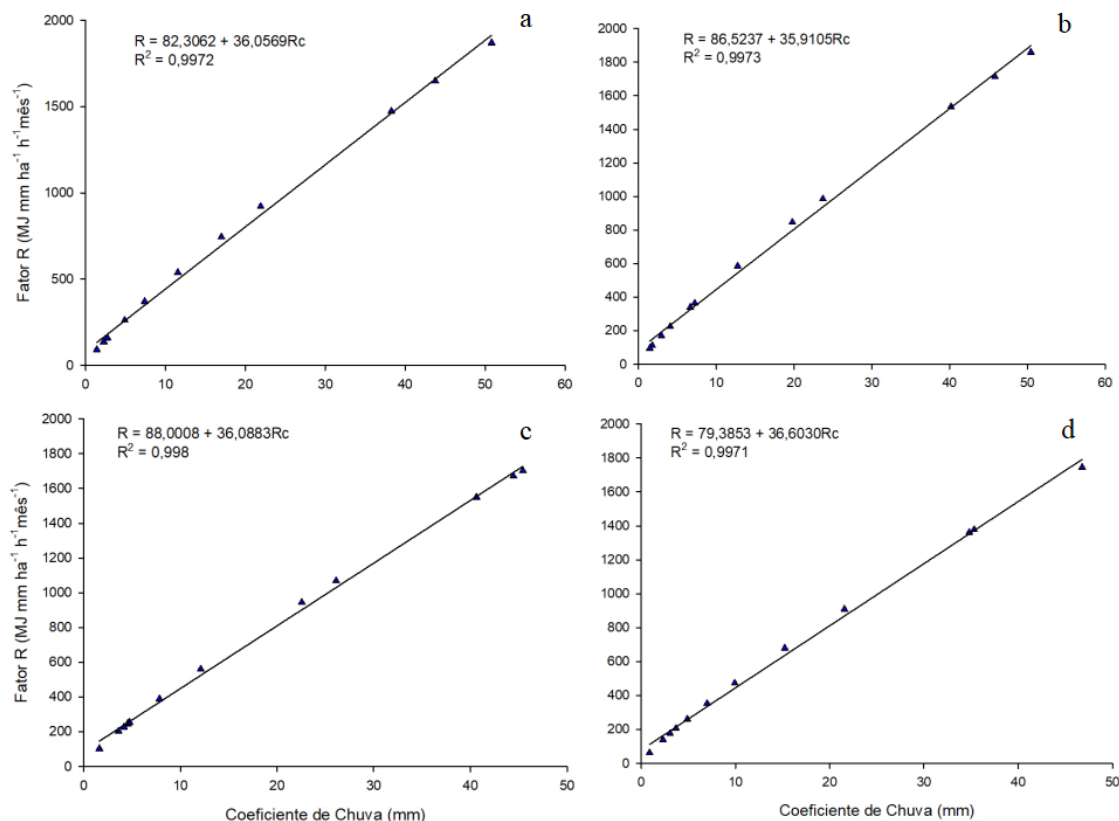 a
R = 82,3062 + 36,0569Rc
R² = 0,9972
Fator R (MJ mm ha⁻¹ h⁻¹mês⁻¹)
2000
1500
1000
500
0
0 10 20 30 40 50 60
b
R = 86,5237 + 35,9105Rc
R² = 0,9973
2000
1800
1600
1400
1200
1000
800
600
400
200
0
0 10 20 30 40 50 60
c
R = 88,0008 + 36,0883Rc
R² = 0,998
Fator R (MJ mm ha⁻¹ h⁻¹mês⁻¹)
2000
1800
1600
1400
1200
1000
800
600
400
200
0
0 10 20 30 40 50
Coeficiente de Chuva (mm)
d
R = 79,3853 + 36,6030Rc
R² = 0,9971
2000
1800
1600
1400
1200
1000
800
600
400
200
0
0 10 20 30 40 50
Coeficiente de Chuva (mm)